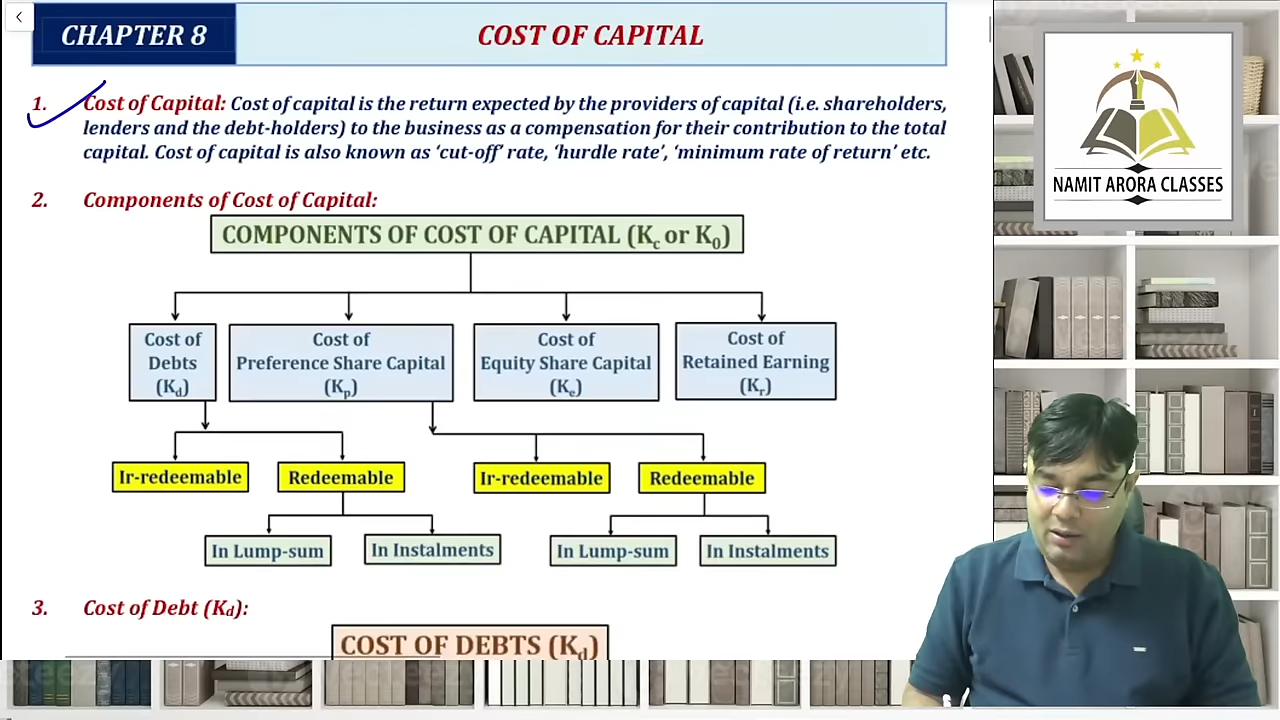 CHAPTER 8
COST OF CAPITAL
1. Cost of Capital: Cost of capital is the return expected by the providers of capital (i.e. shareholders,
lenders and the debt-holders) to the business as a compensation for their contribution to the total
capital. Cost of capital is also known as ‘cut-off’ rate, ‘hurdle rate’, ‘minimum rate of return’ etc.
2. Components of Cost of Capital:
COMPONENTS OF COST OF CAPITAL (Kc or K0)
Cost of
Debts
(Kd)
Cost of
Preference Share Capital
(Kp)
Cost of
Equity Share Capital
(Ke)
Cost of
Retained Earning
(Kr)
Ir-redeemable
Redeemable
Ir-redeemable
Redeemable
In Lump-sum
In Instalments
In Lump-sum
In Instalments
3. Cost of Debt (Kd):
COST OF DEBTS (Kd)
NAMIT ARORA CLASSES